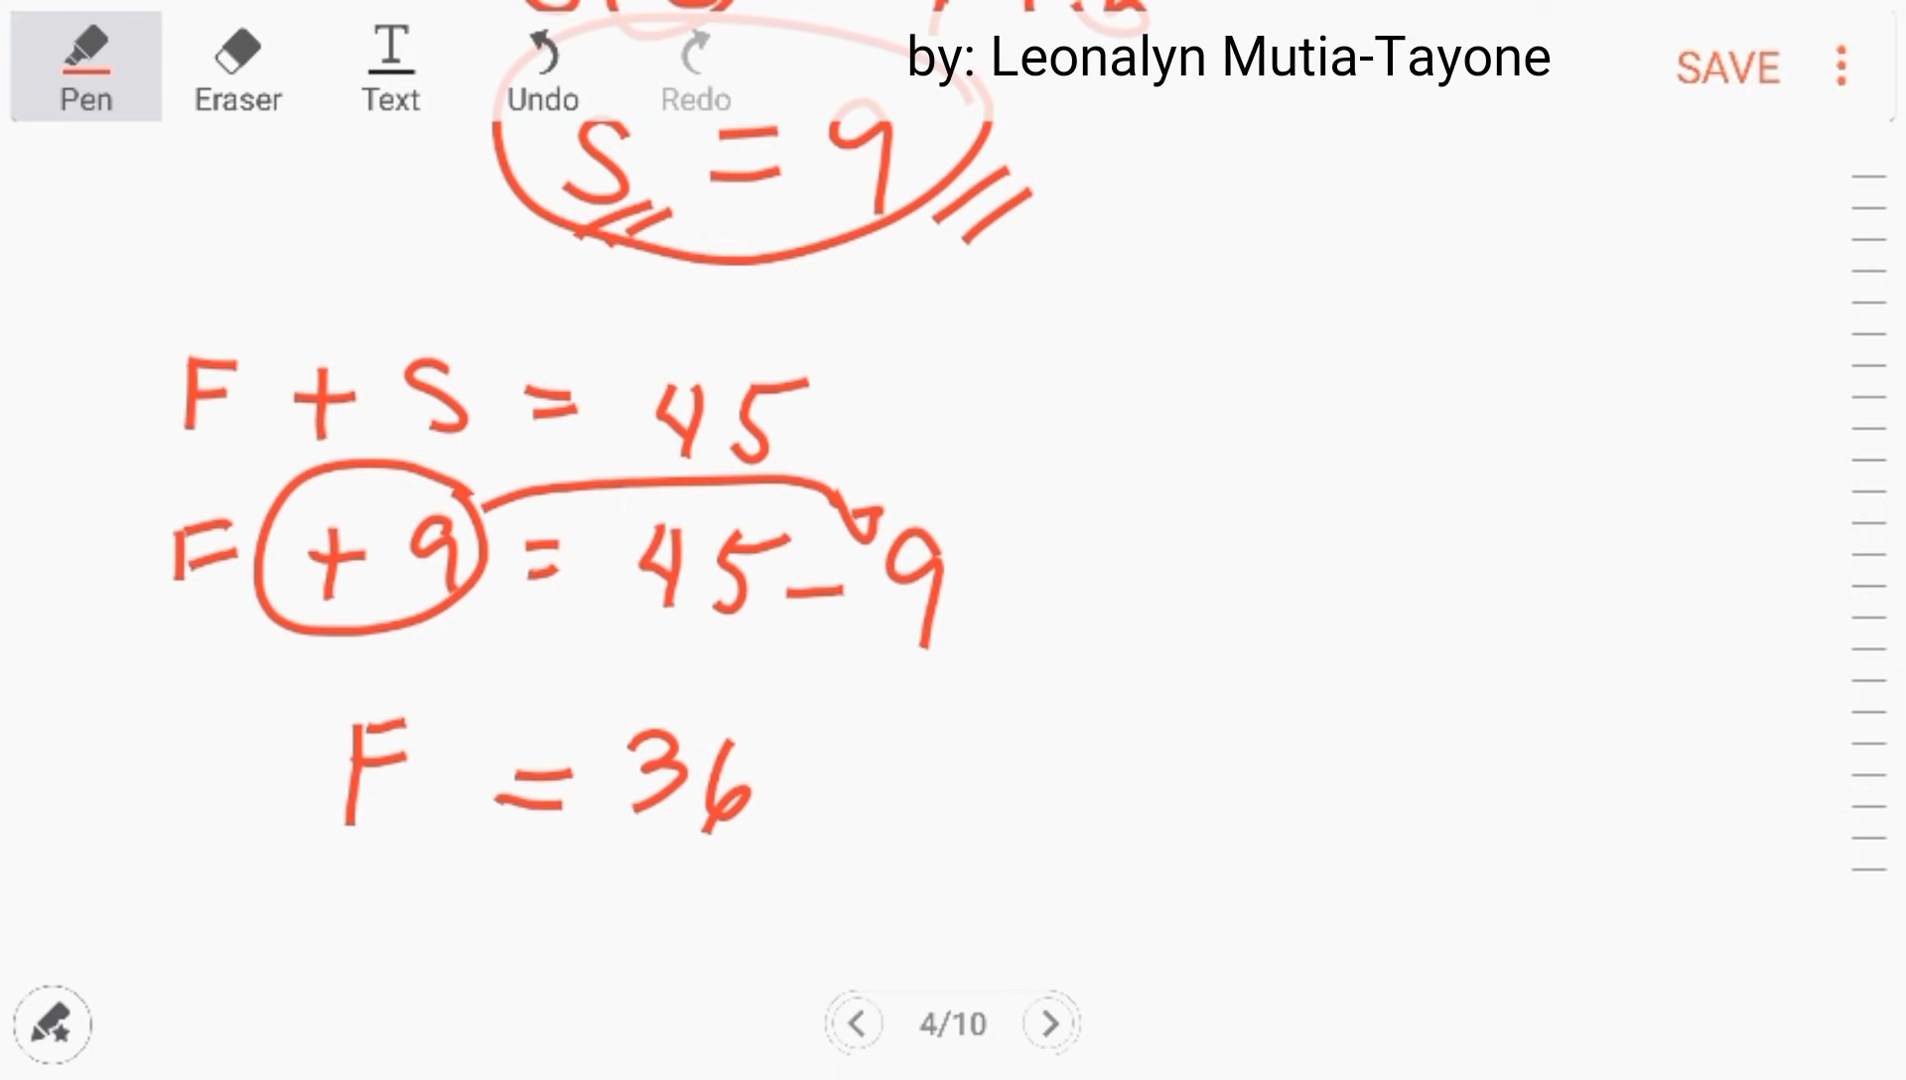 by: Leonalyn Mutia-Tayone
SAVE
Pen
Eraser
Text
Undo
Redo
S = 9
F + S = 45
F + 9 = 45 - 9
F = 36
4/10